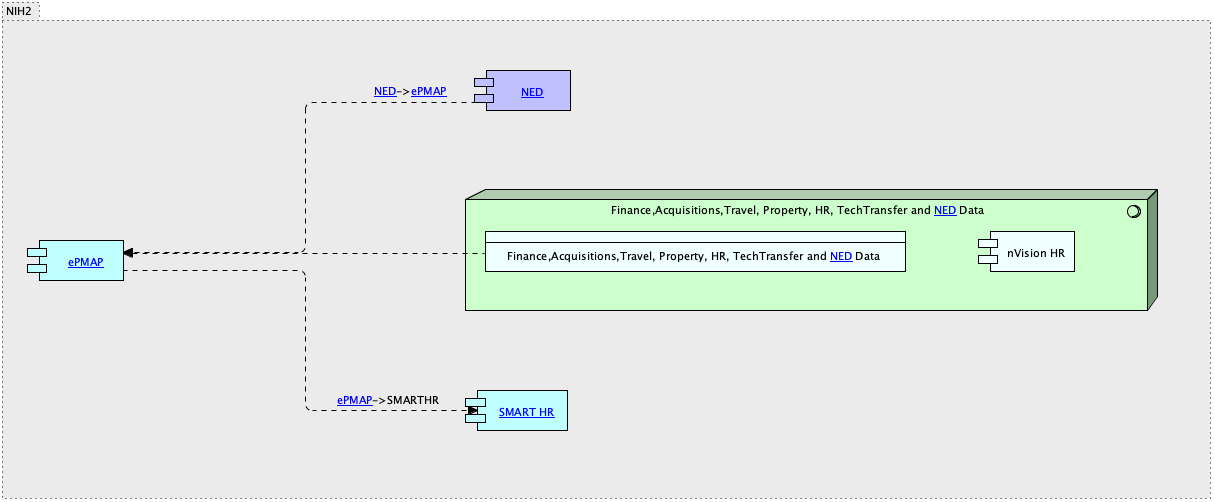 NIH2
NED->ePMAP
NED
Finance,Acquisitions,Travel, Property, HR, TechTransfer and NED Data
Finance,Acquisitions,Travel, Property, HR, TechTransfer and NED Data
nVision HR
ePMAP
ePMAP->SMARTHR
SMART HR